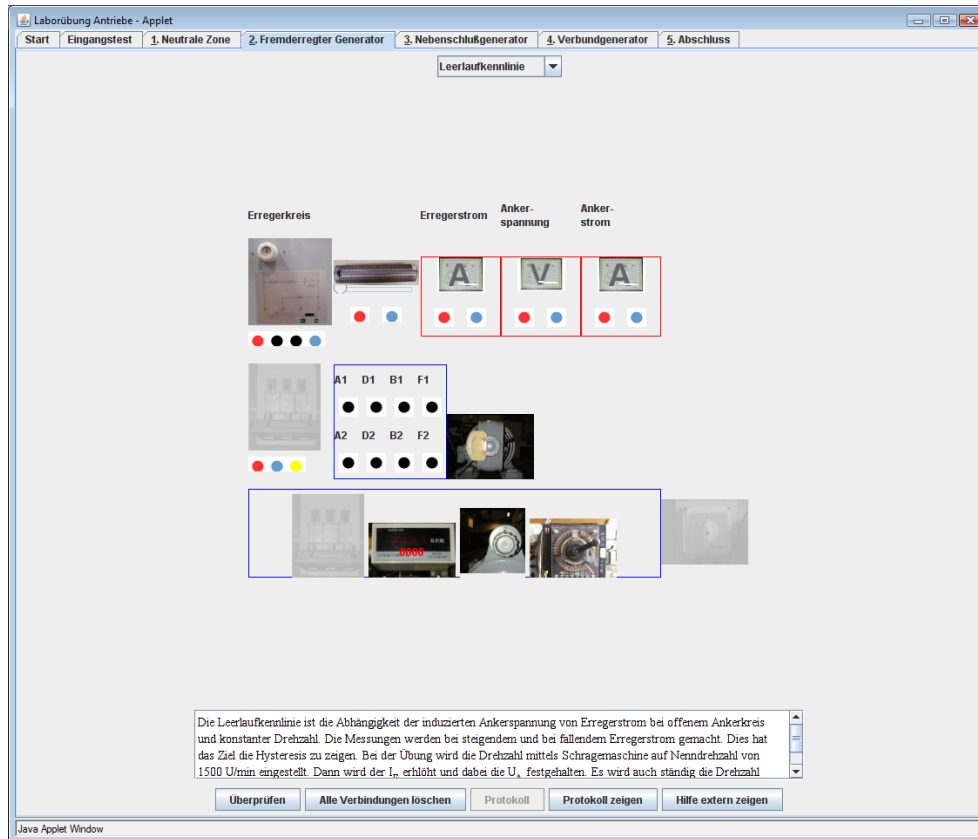 Laborübung Antriebe - Applet
Start Eingangstest 1. Neutrale Zone 2. Fremderregter Generator 3. Nebenschlußgenerator 4. Verbundgenerator 5. Abschluss
Leerlaufkennlinie
Erregerkreis Erregerstrom Anker-spannung Anker-strom
A V A
A1 D1 B1 F1
A2 D2 B2 F2
R.P.M.
.0000
Die Leerlaufkennlinie ist die Abhängigkeit der induzierten Ankerspannung von Erregerstrom bei offenem Ankerkreis
und konstanter Drehzahl. Die Messungen werden bei steigendem und bei fallendem Erregerstrom gemacht. Dies hat
das Ziel die Hysteresis zu zeigen. Bei der Übung wird die Drehzahl mittels Schragemaschine auf Nenndrehzahl von
1500 U/min eingestellt. Dann wird der I_E erhlöht und dabei die U_A festgehalten. Es wird auch ständig die Drehzahl
Überprüfen Alle Verbindungen löschen Protokoll Protokoll zeigen Hilfe extern zeigen
Java Applet Window